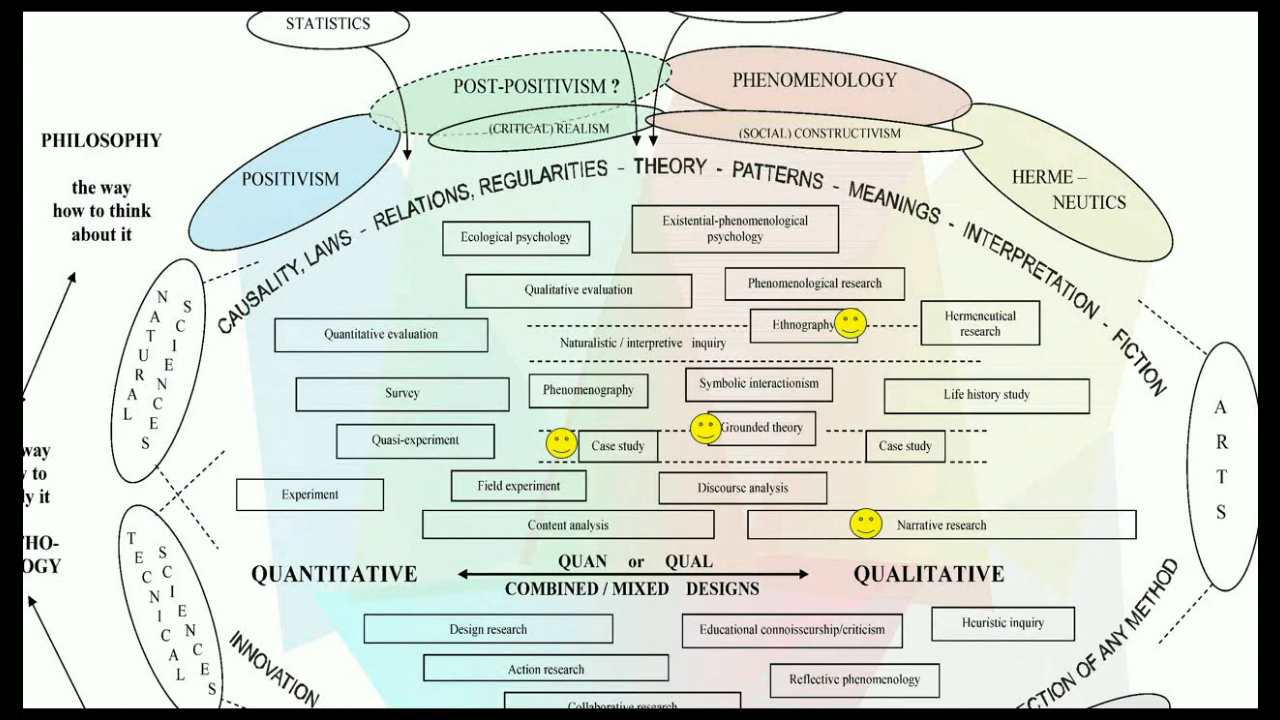 STATISTICS
POST-POSITIVISM ?
PHENOMENOLOGY
(CRITICAL) REALISM
(SOCIAL) CONSTRUCTIVISM
PHILOSOPHY
the way
how to think
about it
POSITIVISM
HERME –
NEUTICS
CAUSALITY, LAWS - RELATIONS, REGULARITIES - THEORY - PATTERNS - MEANINGS - INTERPRETATION - FICTION
Ecological psychology
Existential-phenomenological
psychology
Qualitative evaluation
Phenomenological research
Quantitative evaluation
Ethnography
Hermeneutical
research
Naturalistic / interpretive inquiry
NATURAL
SCIENCES
Survey
Phenomenography
Symbolic interactionism
Life history study
Quasi-experiment
Case study
Grounded theory
Case study
ARTS
way
to
ly it
Experiment
Field experiment
Discourse analysis
Content analysis
Narrative research
THO-
OGY
QUANTITATIVE
QUAN or QUAL
COMBINED / MIXED DESIGNS
QUALITATIVE
TECHNICAL
SCIENCES
INNOVATION
Design research
Educational connoisseurship/criticism
Heuristic inquiry
Action research
Reflective phenomenology
Collaborative research
ECTION OF ANY METHOD